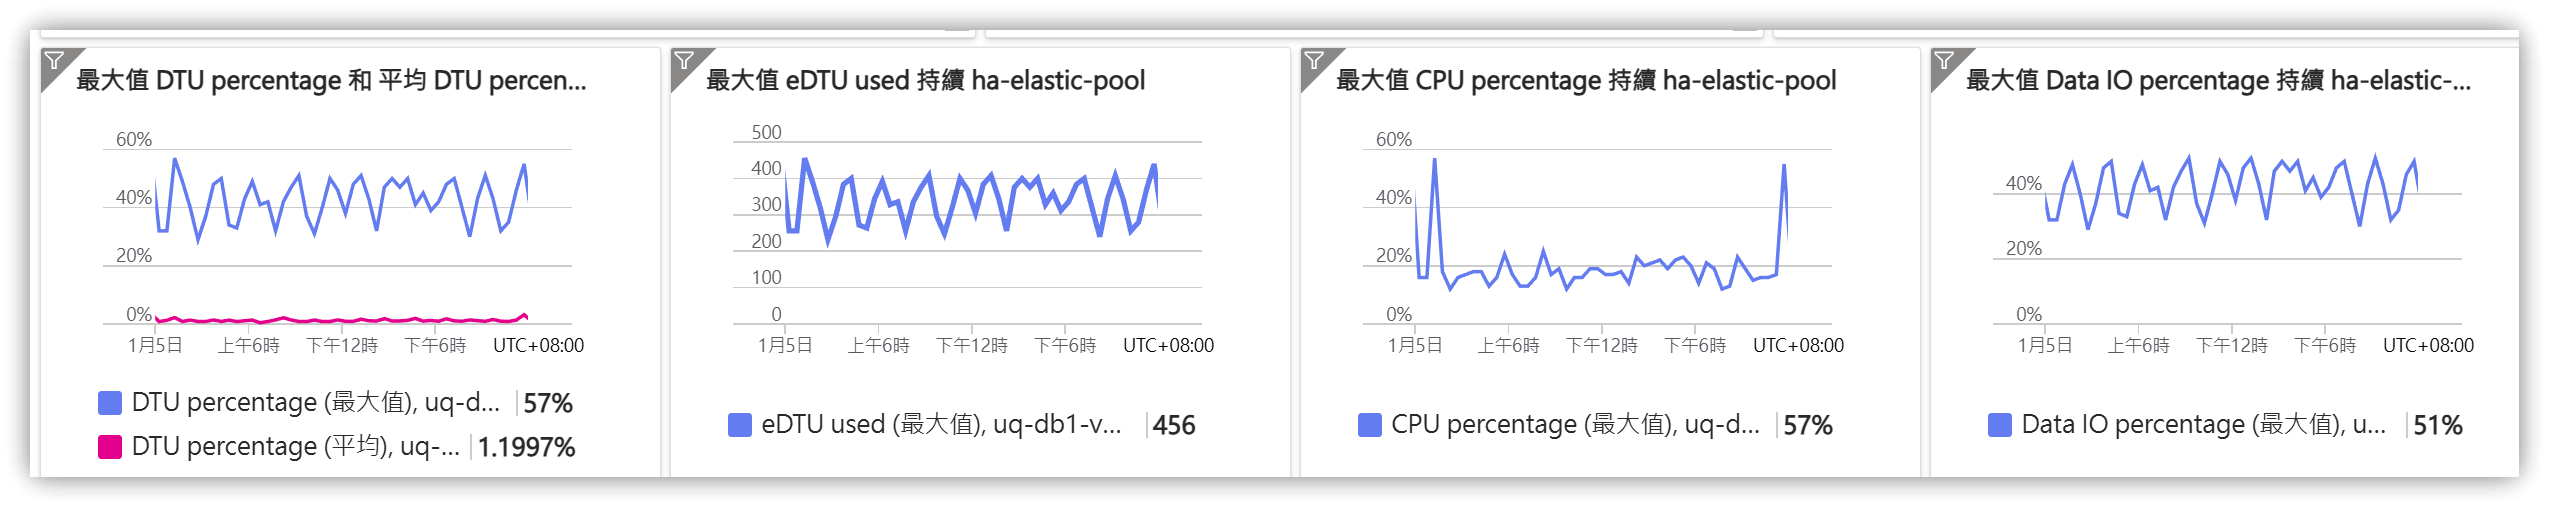 最大值 DTU percentage 和 平均 DTU percen...
60%
40%
20%
0%
1月5日 上午6時 下午12時 下午6時 UTC+08:00
DTU percentage (最大值), uq-d... 57%
DTU percentage (平均), uq-... 1.1997%
最大值 eDTU used 持續 ha-elastic-pool
500
400
300
200
100
0
1月5日 上午6時 下午12時 下午6時 UTC+08:00
eDTU used (最大值), uq-db1-v... 456
最大值 CPU percentage 持續 ha-elastic-pool
60%
40%
20%
0%
1月5日 上午6時 下午12時 下午6時 UTC+08:00
CPU percentage (最大值), uq-d... 57%
最大值 Data IO percentage 持續 ha-elastic-...
40%
20%
0%
1月5日 上午6時 下午12時 下午6時 UTC+08:00
Data IO percentage (最大值), u... 51%